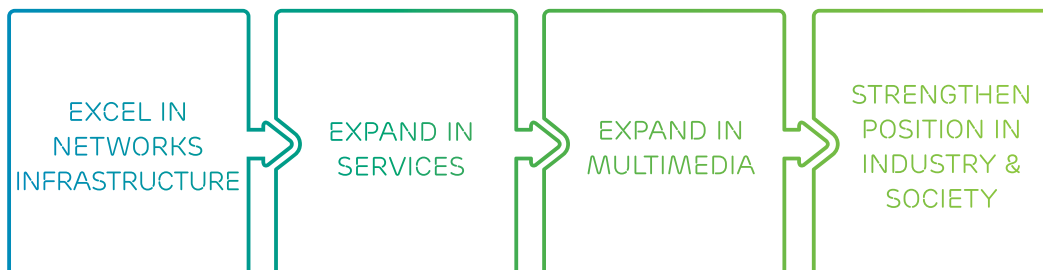 EXCEL IN
NETWORKS
INFRASTRUCTURE
EXPAND IN
SERVICES
EXPAND IN
MULTIMEDIA
STRENGTHEN
POSITION IN
INDUSTRY &
SOCIETY